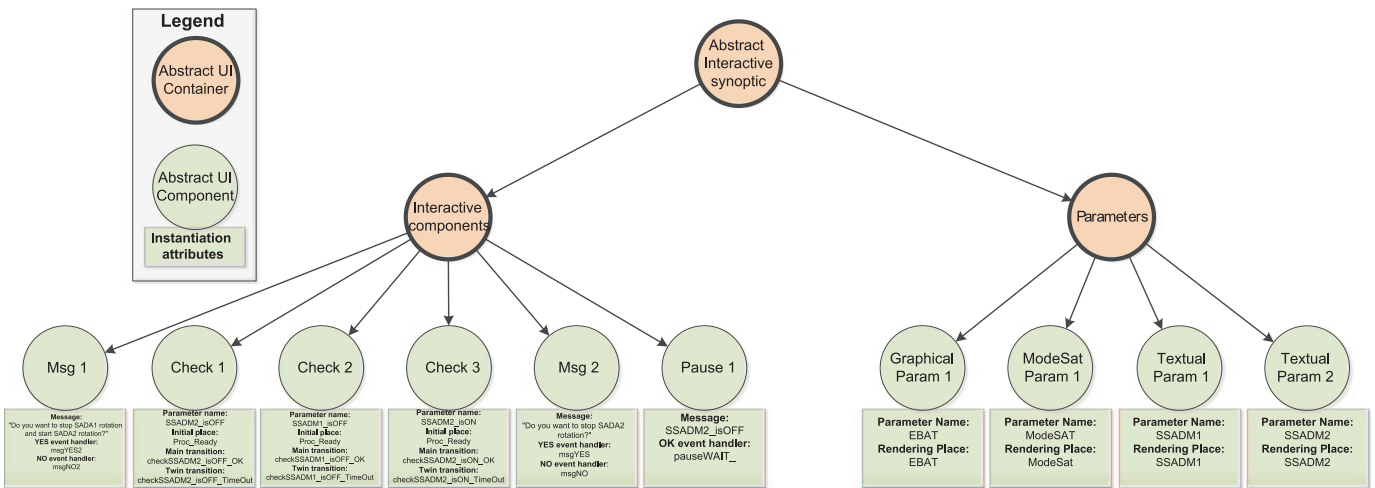 Legend
Abstract UI
Container
Abstract UI
Component
Instantiation
attributes
Abstract
Interactive
synoptic
Interactive
components
Parameters
Msg 1
Check 1
Check 2
Check 3
Msg 2
Pause 1
Graphical
Param 1
ModeSat
Param 1
Textual
Param 1
Textual
Param 2
Message:
"Do you want to stop SADA1 rotation
and start SADA2 rotation?"
YES event handler:
msgYES2
NO event handler:
msgNO2
Parameter name:
SSADM2_isOFF
Initial place:
Proc_Ready
Main transition:
checkSSADM2_isOFF_OK
Twin transition:
checkSSADM2_isOFF_TimeOut
Parameter name:
SSADM1_isOFF
Initial place:
Proc_Ready
Main transition:
checkSSADM1_isOFF_OK
Twin transition:
checkSSADM1_isOFF_TimeOut
Parameter name:
SSADM2_isON
Initial place:
Proc_Ready
Main transition:
checkSSADM2_isON_OK
Twin transition:
checkSSADM2_isON_TimeOut
Message:
"Do you want to stop SADA2
rotation?"
YES event handler:
msgYES
NO event handler:
msgNO
Message:
SSADM2_isOFF
OK event handler:
pauseWAIT_
Parameter Name:
EBAT
Rendering Place:
EBAT
Parameter Name:
ModeSAT
Rendering Place:
ModeSat
Parameter Name:
SSADM1
Rendering Place:
SSADM1
Parameter Name:
SSADM2
Rendering Place:
SSADM2